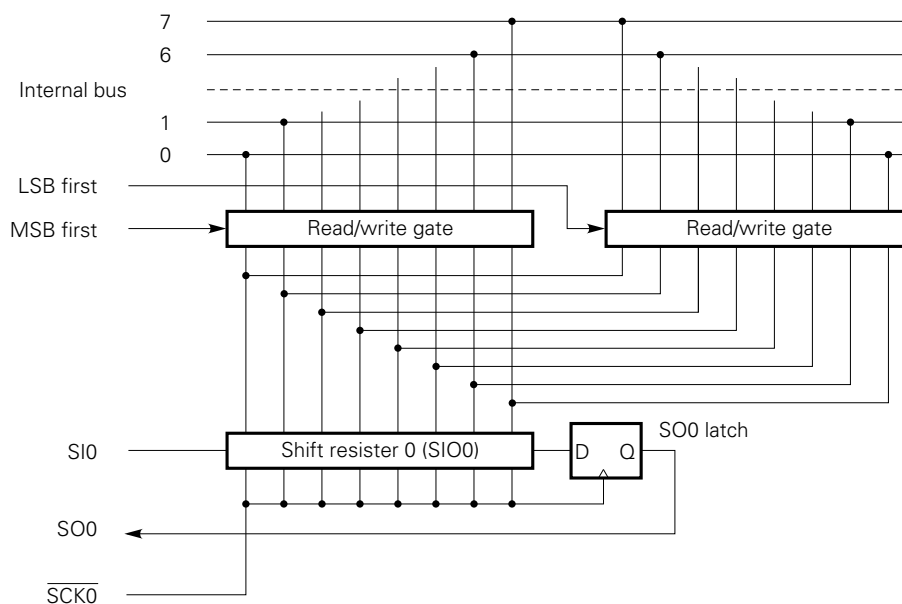 7
6
Internal bus
1
0
LSB first
MSB first
Read/write gate
Read/write gate
SO0 latch
SI0
Shift resister 0 (SIO0)
D
Q
SO0
SCK0